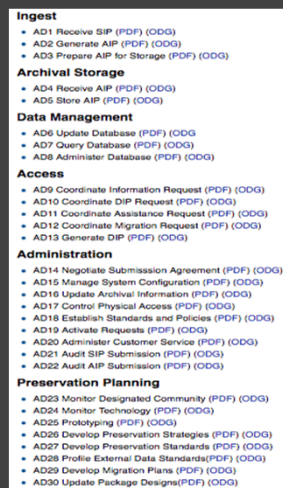 Ingest
AD1 Receive SIP (PDF) (ODG)
AD2 Generate AIP (PDF) (ODG)
AD3 Prepare AIP for Storage (PDF) (ODG)
Archival Storage
AD4 Receive AIP (PDF) (ODG)
AD5 Store AIP (PDF) (ODG)
Data Management
AD6 Update Database (PDF) (ODG
AD7 Query Database (PDF) (ODG)
AD8 Administer Database (PDF) (ODG)
Access
AD9 Coordinate Information Request (PDF) (ODG)
AD10 Coordinate DIP Request (PDF) (ODG)
AD11 Coordinate Assistance Request (PDF) (ODG)
AD12 Coordinate Migration Request (PDF) (ODG)
AD13 Generate DIP (PDF) (ODG)
Administration
AD14 Negotiate Submisssion Agreement (PDF) (ODG)
AD15 Manage System Configuration (PDF) (ODG)
AD16 Update Archival Information (PDF) (ODG)
AD17 Control Physical Access (PDF) (ODG)
AD18 Establish Standards and Policies (PDF) (ODG)
AD19 Activate Requests (PDF) (ODG)
AD20 Administer Customer Service (PDF) (ODG)
AD21 Audit SIP Submission (PDF) (ODG)
AD22 Audit AIP Submission (PDF) (ODG)
Preservation Planning
AD23 Monitor Designated Community (PDF) (ODG)
AD24 Monitor Technology (PDF) (ODG)
AD25 Prototyping (PDF) (ODG)
AD26 Develop Preservation Strategies (PDF) (ODG)
AD27 Develop Preservation Standards (PDF) (ODG)
AD28 Profile External Data Standards(PDF) (ODG)
AD29 Develop Migration Plans (PDF) (ODG)
AD30 Update Package Designs(PDF) (ODG)